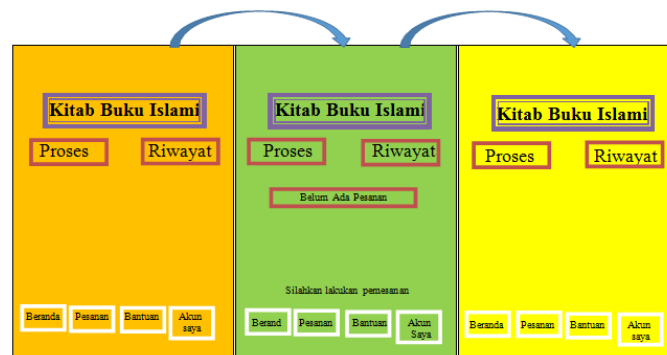 Kitab Buku Islami
Proses Riwayat
Beranda Pesanan Bantuan Akun
saya
Kitab Buku Islami
Proses Riwayat
Belum Ada Pesanan
Silahkan lakukan pemesanan
Berand Pesanan Bantuan Akun
Saya
Kitab Buku Islami
Proses Riwayat
Beranda Pesanan Bantuan Akun
saya